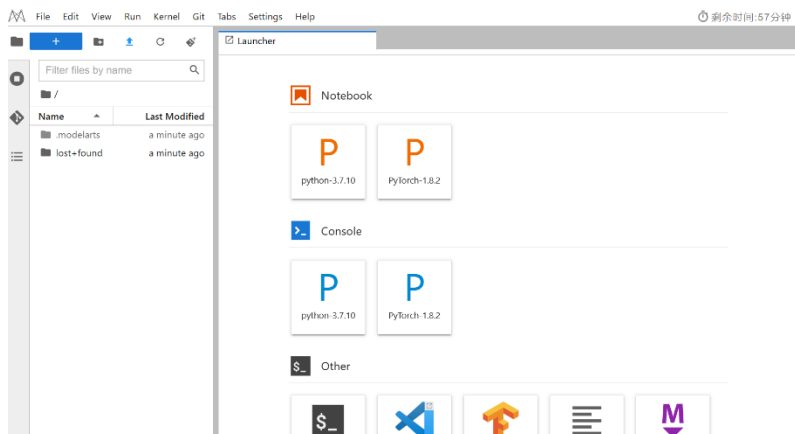 File Edit View Run Kernel Git Tabs Settings Help
剩余时间:57分钟
Launcher
Filter files by name
/
Name Last Modified
.modelarts a minute ago
lost+found a minute ago
Notebook
P P
python-3.7.10 PyTorch-1.8.2
Console
P P
python-3.7.10 PyTorch-1.8.2
$_ Other
$_ M